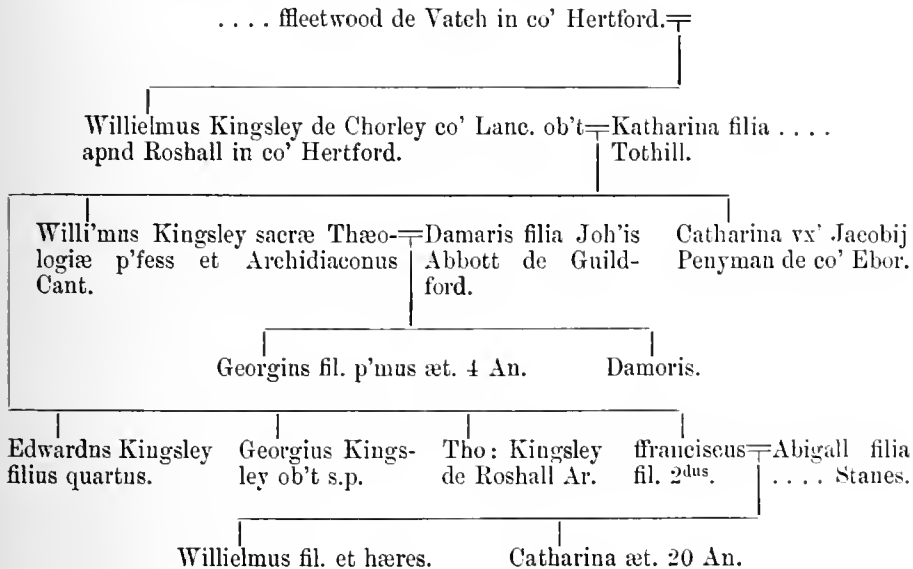 . . . . ffleetwood de Vatch in co’ Hertford.
Willielmus Kingsley de Chorley co’ Lanc. ob’t Katharina filia . . . .
apnd Roshall in co’ Hertford. Tothill.
Willi’mns Kingsley sacræ Thæo- Damaris filia Joh’is Catharina vx’ Jacobij
logiæ p’fess et Archidiaconus Abbott de Guild- Penyman de co’ Ebor.
Cant. ford.
Georgins fil. p’mus æt. 4 An. Damoris.
Edwardns Kingsley Georgius Kings- Tho: Kingsley ffranciscus Abigall filia
filius quartus. ley ob’t s.p. de Roshall Ar. fil. 2dus. . . . . Stanes.
Willielmus fil. et hæres. Catharina æt. 20 An.